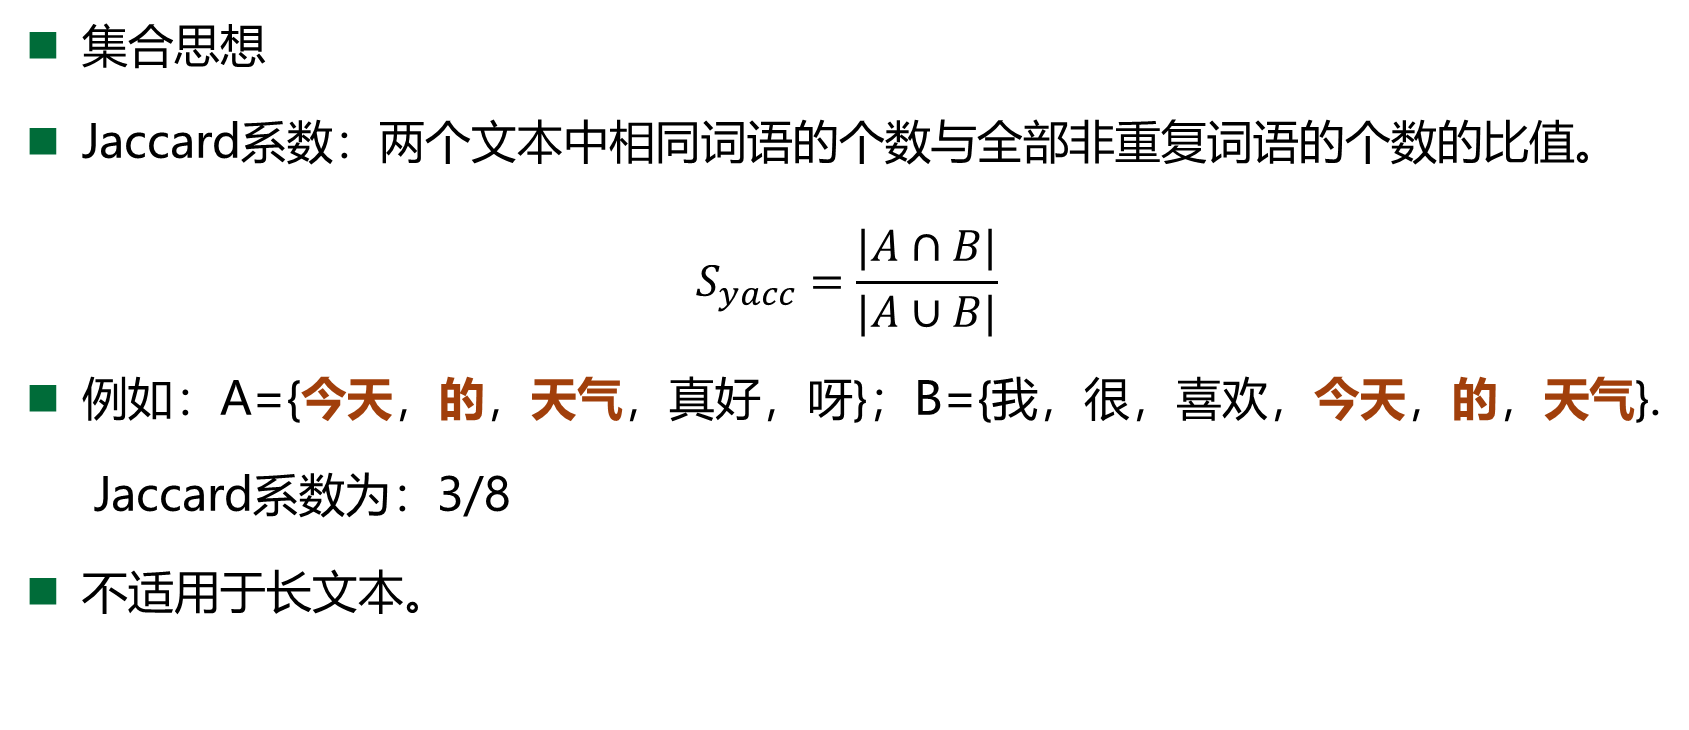 集合思想
Jaccard系数：两个文本中相同词语的个数与全部非重复词语的个数的比值。
S_yacc = |A ∩ B| / |A ∪ B|
例如：A={今天，的，天气，真好，呀}；B={我，很，喜欢，今天，的，天气}.
Jaccard系数为：3/8
不适用于长文本。